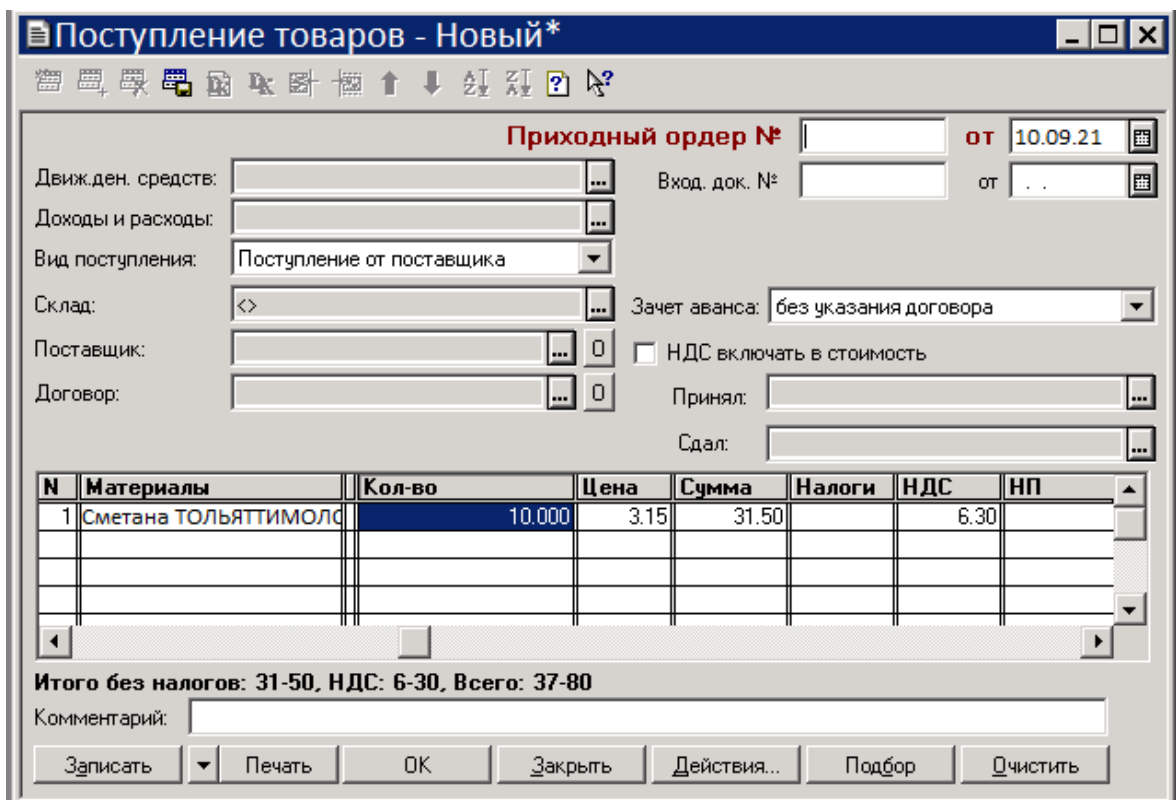 Поступление товаров - Новый*
Приходный ордер № от 10.09.21
Движ.ден. средств: ... Вход. док. № от . .
Доходы и расходы: ...
Вид поступления: Поступление от поставщика
Склад: <> ... Зачет аванса: без указания договора
Поставщик: ... О НДС включать в стоимость
Договор: ... О Принял: ...
Сдал: ...
N Материалы Кол-во Цена Сумма Налоги НДС НП
1 Сметана ТОЛЬЯТТИМОЛО 10.000 3.15 31.50 6.30
Итого без налогов: 31-50, НДС: 6-30, Всего: 37-80
Комментарий:
Записать Печать OK Закрыть Действия... Подбор Очистить